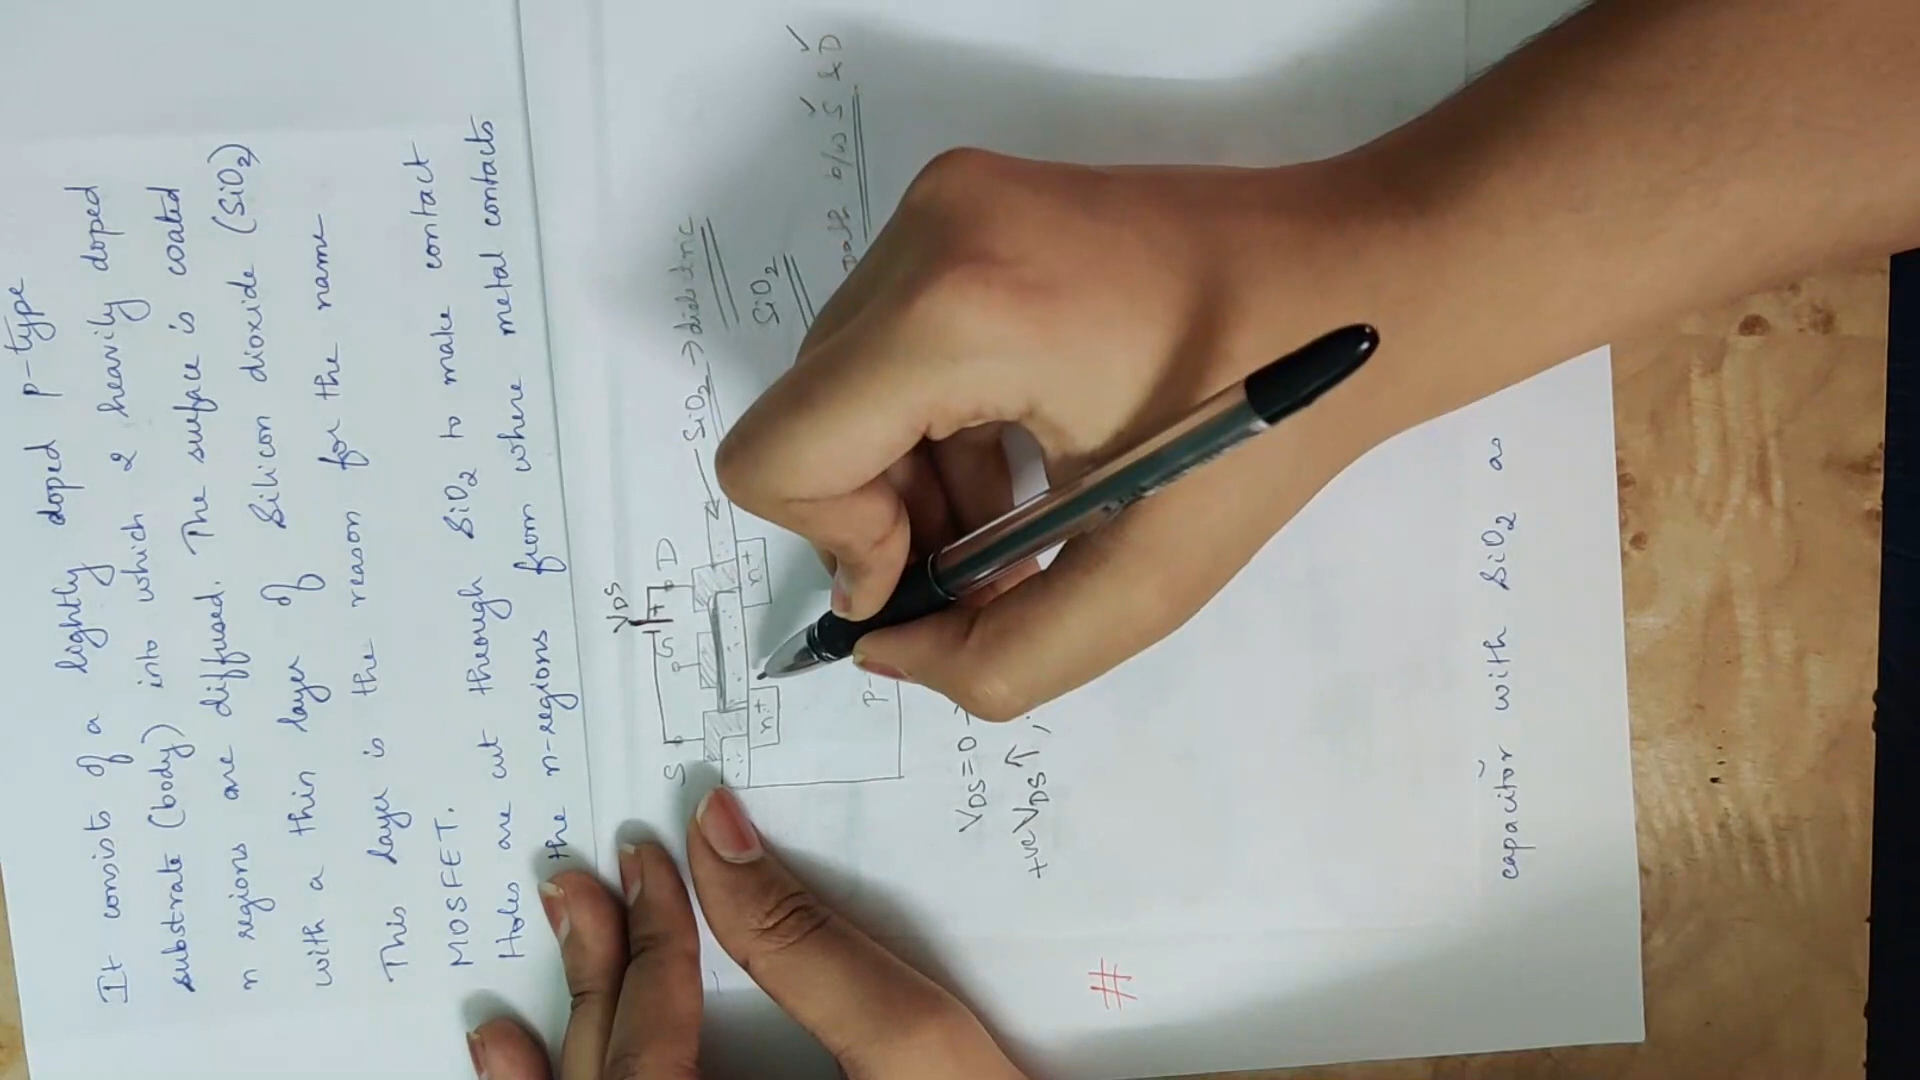 It consists of a lightly doped p-type
substrate (body) into which 2 heavily doped
n regions are diffused. The surface is coated
with a thin layer of Silicon dioxide (SiO2)
This layer is the reason for the name
MOSFET.
Holes are cut through SiO2 to make contact
the n-regions from where metal contacts
VDS
S G D
SiO2 → dielectric
n+ n+
SiO2
path b/w S & D
p-
VDS = 0
+ve VDS ↑,
#
capacitor with SiO2 as